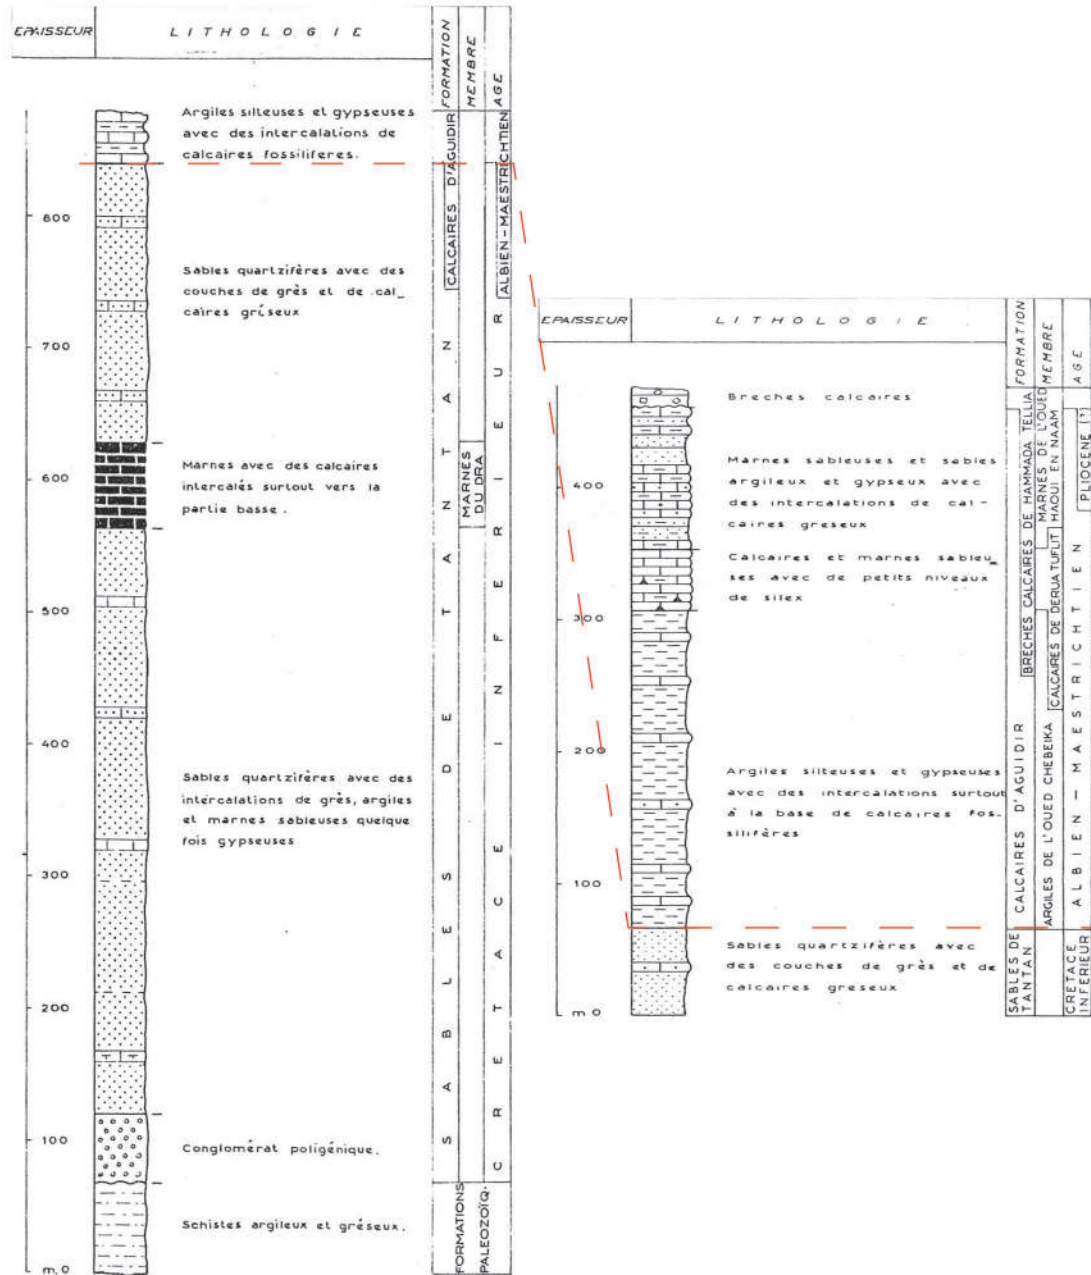 EPAISSEUR
LITHOLOGIE
FORMATION
MEMBRE
AGE
Argiles silteuses et gypseuses
avec des intercalations de
calcaires fossiliferes.
CALCAIRES D'AGUIDIR
ALBIEN-MAESTRICHTIEN
800
Sables quartzifères avec des
couches de grès et de cal_
caires gréseux
700
Marnes avec des calcaires
intercalés surtout vers la
partie basse.
600
MARNES
DU DRA
500
400
Sables quartzifères avec des
intercalations de grès, argiles
et marnes sableuses quelque
fois gypseuses
300
200
100
Conglomérat poligénique.
Schistes argileux et gréseux.
m.0
SABLES DE TANTAN
CRETACE INFERIEUR
FORMATIONS
PALEOZOÏQ.
EPAISSEUR
LITHOLOGIE
FORMATION
MEMBRE
AGE
Breches calcaires
Marnes sableuses et sables
argileux et gypseux avec
des intercalations de cal-
caires greseux
400
Calcaires et marnes sableu_
ses avec de petits niveaux
de silex
300
200
Argiles silteuses et gypseuses
avec des intercalations surtout
à la base de calcaires fos-
silifères
100
Sables quartzifères avec
des couches de grès et de
calcaires greseux
m.0
BRECHES CALCAIRES DE HAMMADA TELLIA
CALCAIRES D'AGUIDIR
SABLES DE
TANTAN
MARNES DE L'OUED
HAOUI EN NAAM
CALCAIRES DE DERUA TUFLIT
ARGILES DE L'OUED CHEBEIKA
PLIOCENE (?)
ALBIEN - MAESTRICHTIEN
CRETACE
INFERIEUR